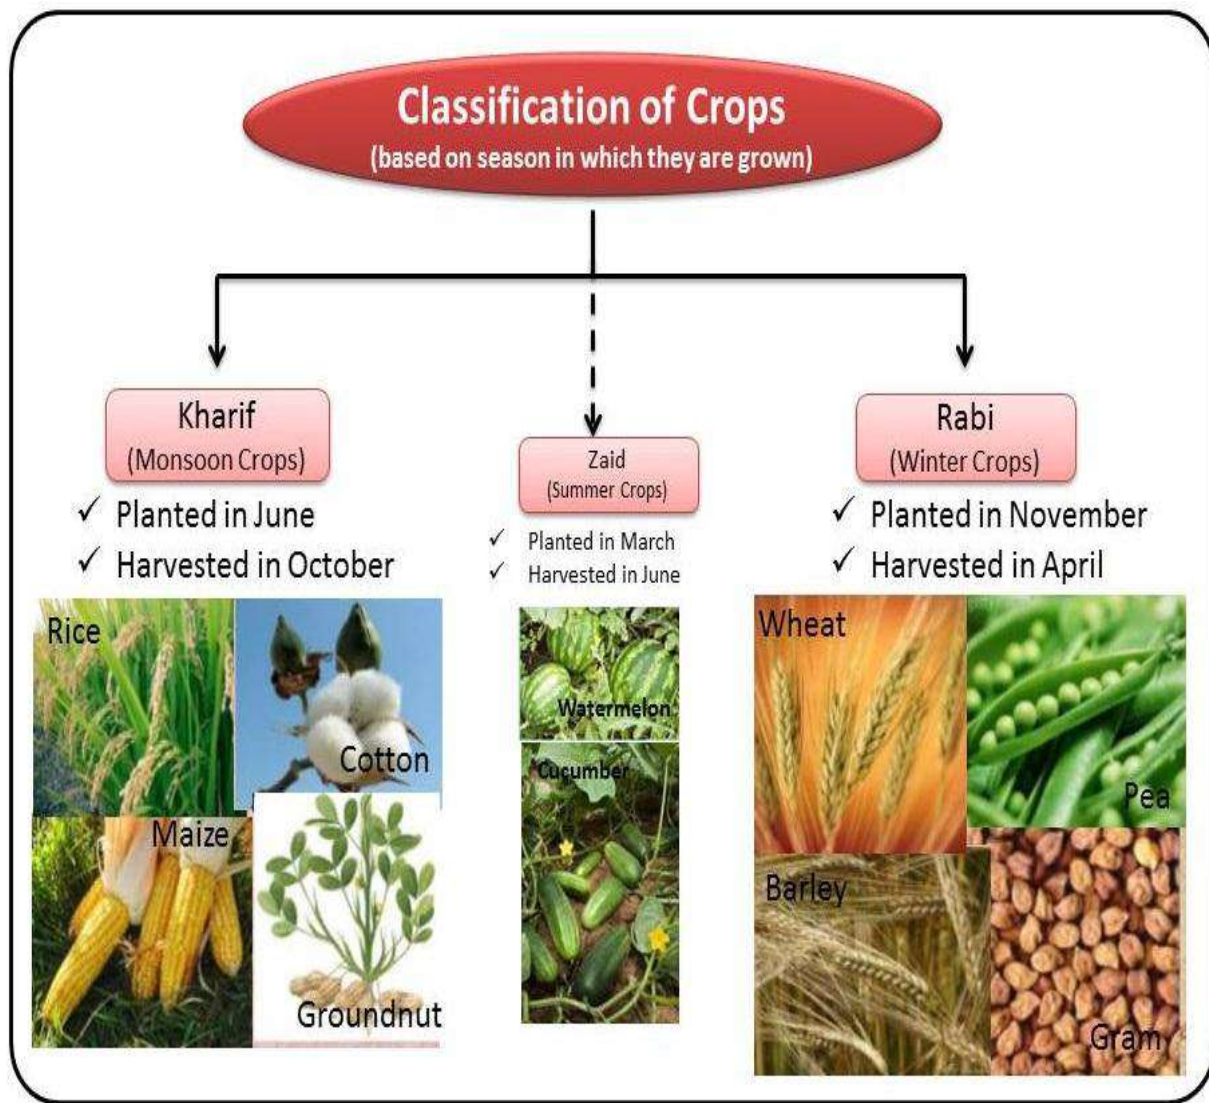 Classification of Crops
(based on season in which they are grown)
Kharif
(Monsoon Crops)
✓ Planted in June
✓ Harvested in October
Rice
Cotton
Maize
Groundnut
Zaid
(Summer Crops)
✓ Planted in March
✓ Harvested in June
Watermelon
Cucumber
Rabi
(Winter Crops)
✓ Planted in November
✓ Harvested in April
Wheat
Pea
Barley
Gram